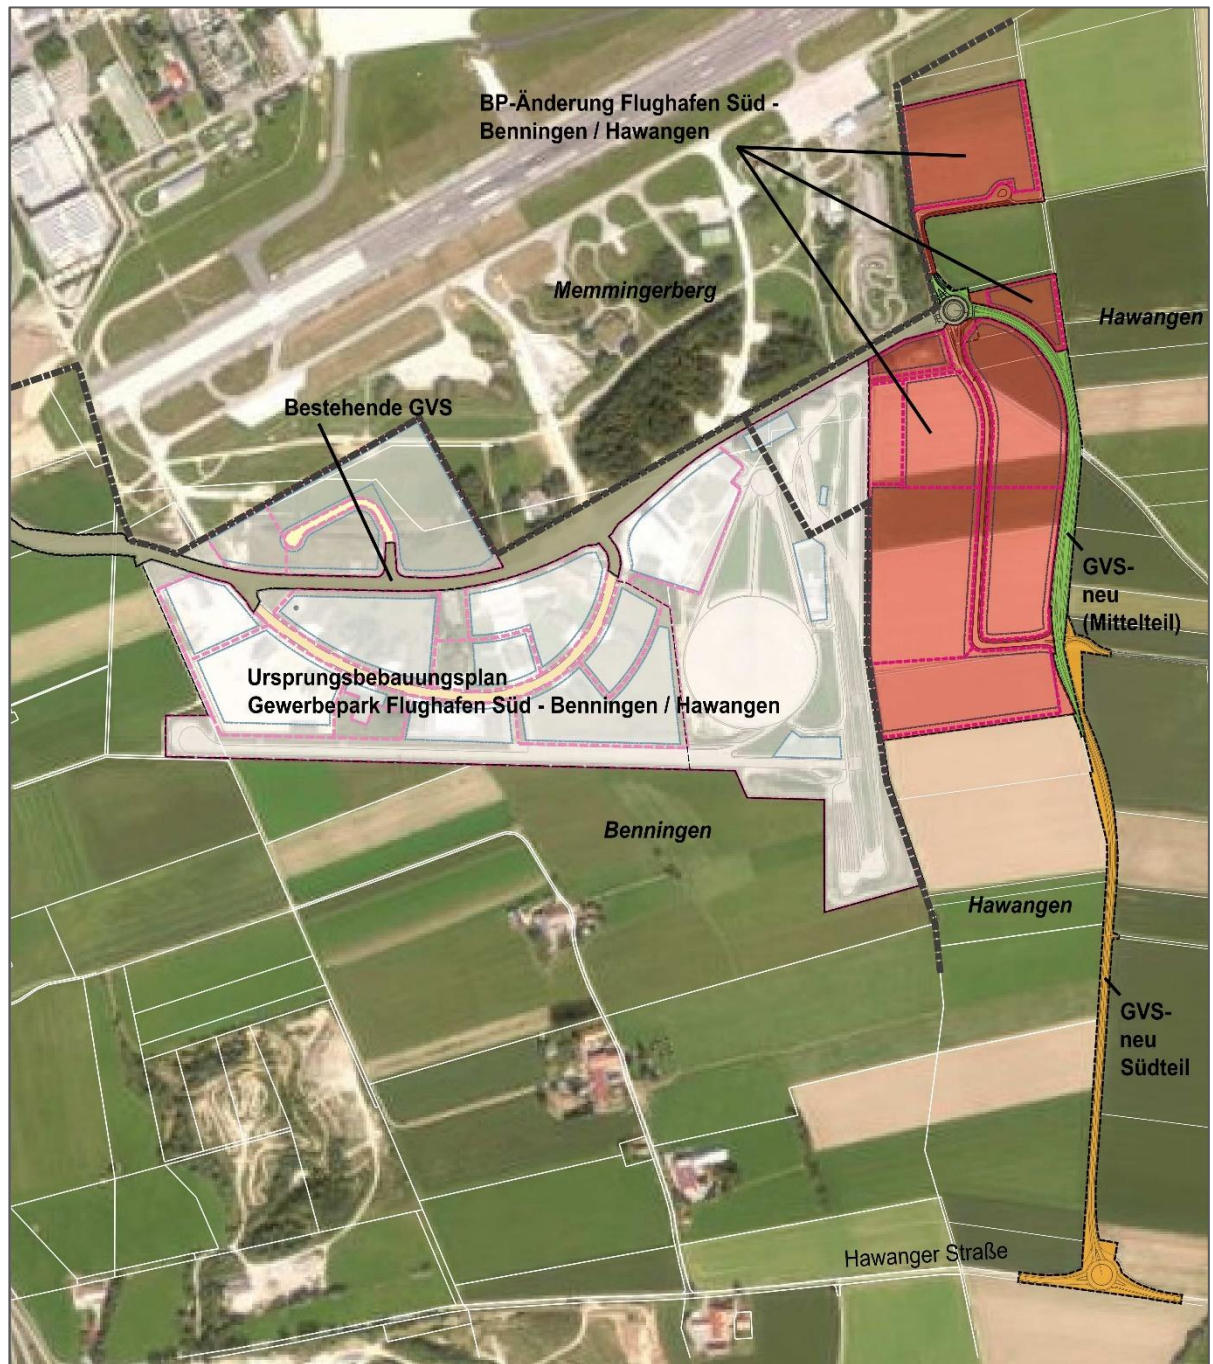 BP-Änderung Flughafen Süd -
Benningen / Hawangen
Memmingerberg
Hawangen
Bestehende GVS
GVS-
neu
(Mittelteil)
Ursprungsbebauungsplan
Gewerbepark Flughafen Süd - Benningen / Hawangen
Benningen
Hawangen
GVS-
neu
Südteil
Hawanger Straße